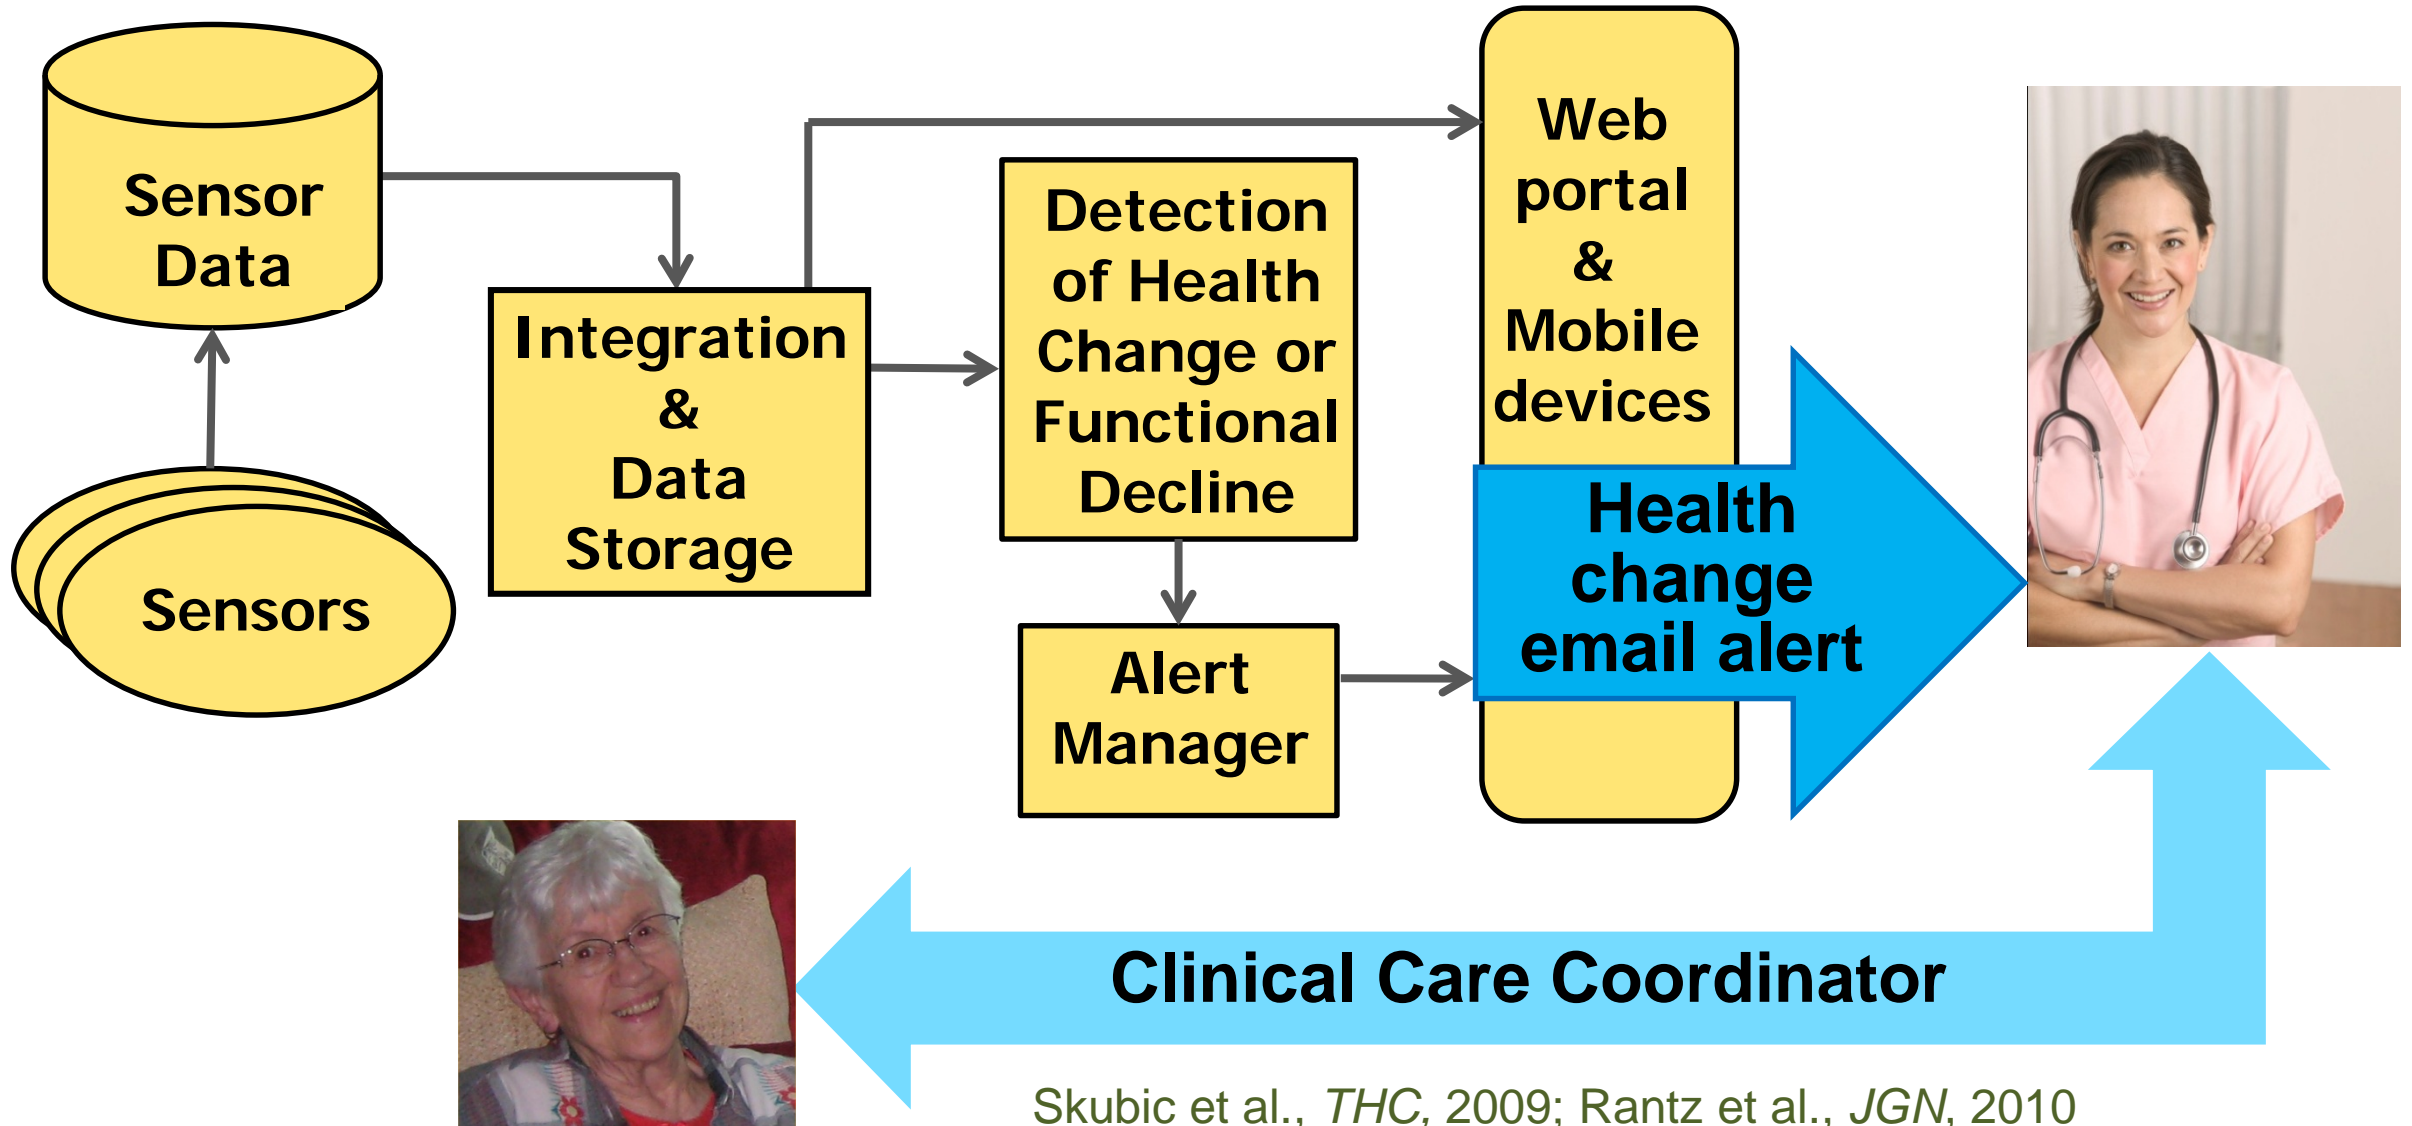 Sensor
Data
Sensors
Integration
&
Data
Storage
Detection
of Health
Change or
Functional
Decline
Alert
Manager
Web
portal
&
Mobile
devices
Health
change
email alert
Clinical Care Coordinator
Skubic et al., THC, 2009; Rantz et al., JGN, 2010